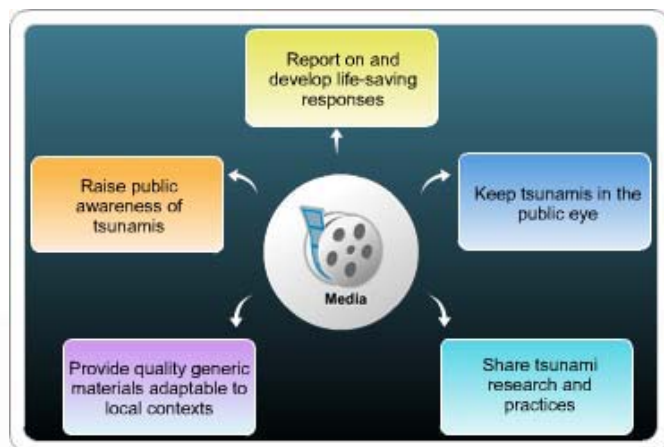 Report on and
develop life-saving
responses
Raise public
awareness of
tsunamis
Keep tsunamis in the
public eye
Media
Provide quality generic
materials adaptable to
local contexts
Share tsunami
research and
practices